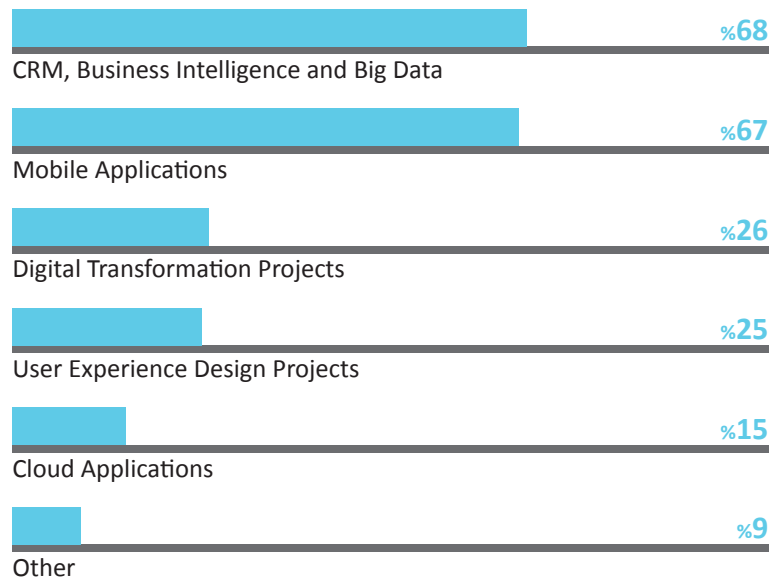 %68
CRM, Business Intelligence and Big Data
%67
Mobile Applications
%26
Digital Transformation Projects
%25
User Experience Design Projects
%15
Cloud Applications
%9
Other